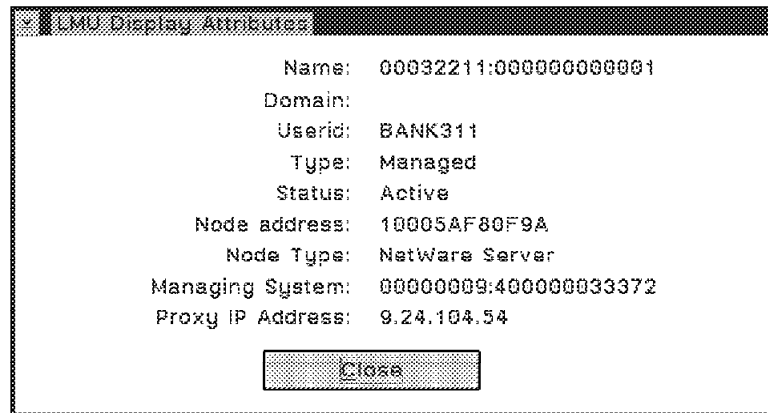 LMU Display Attributes
Name: 00032211:000000000001
Domain:
Userid: BANK311
Type: Managed
Status: Active
Node address: 10005AF80F9A
Node Type: NetWare Server
Managing System: 00000009:400000033372
Proxy IP Address: 9.24.104.54
Close